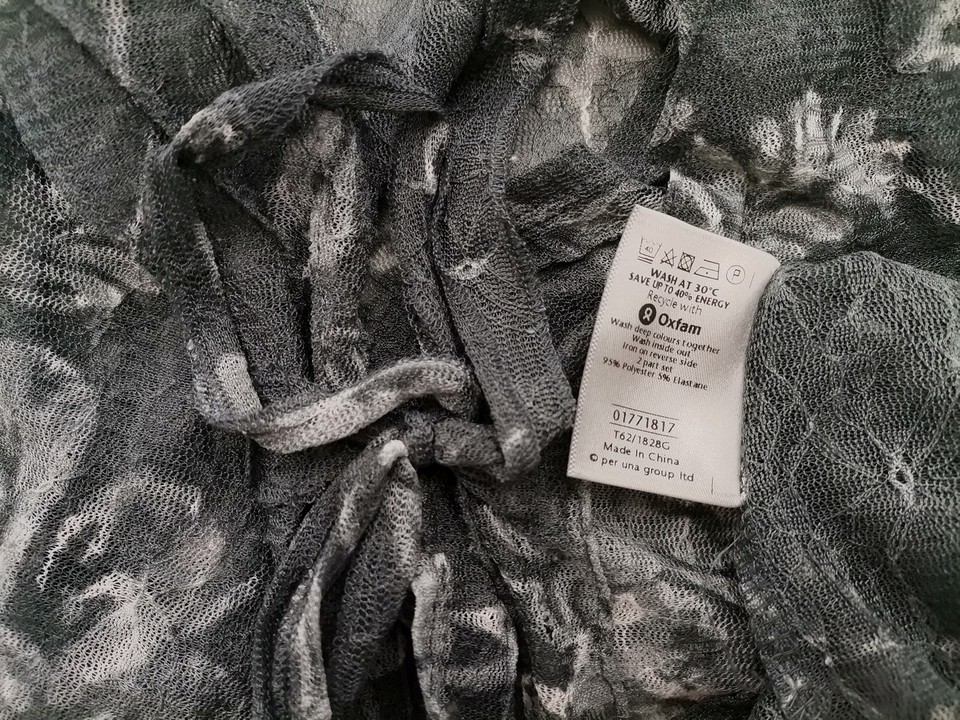 40 P
WASH AT 30°C
SAVE UP TO 40% ENERGY
Recycle with
Oxfam
Wash deep colours together
Wash inside out
Iron on reverse side
2 part set
95% Polyester 5% Elastane
01771817
T62/1828G
Made In China
© per una group ltd